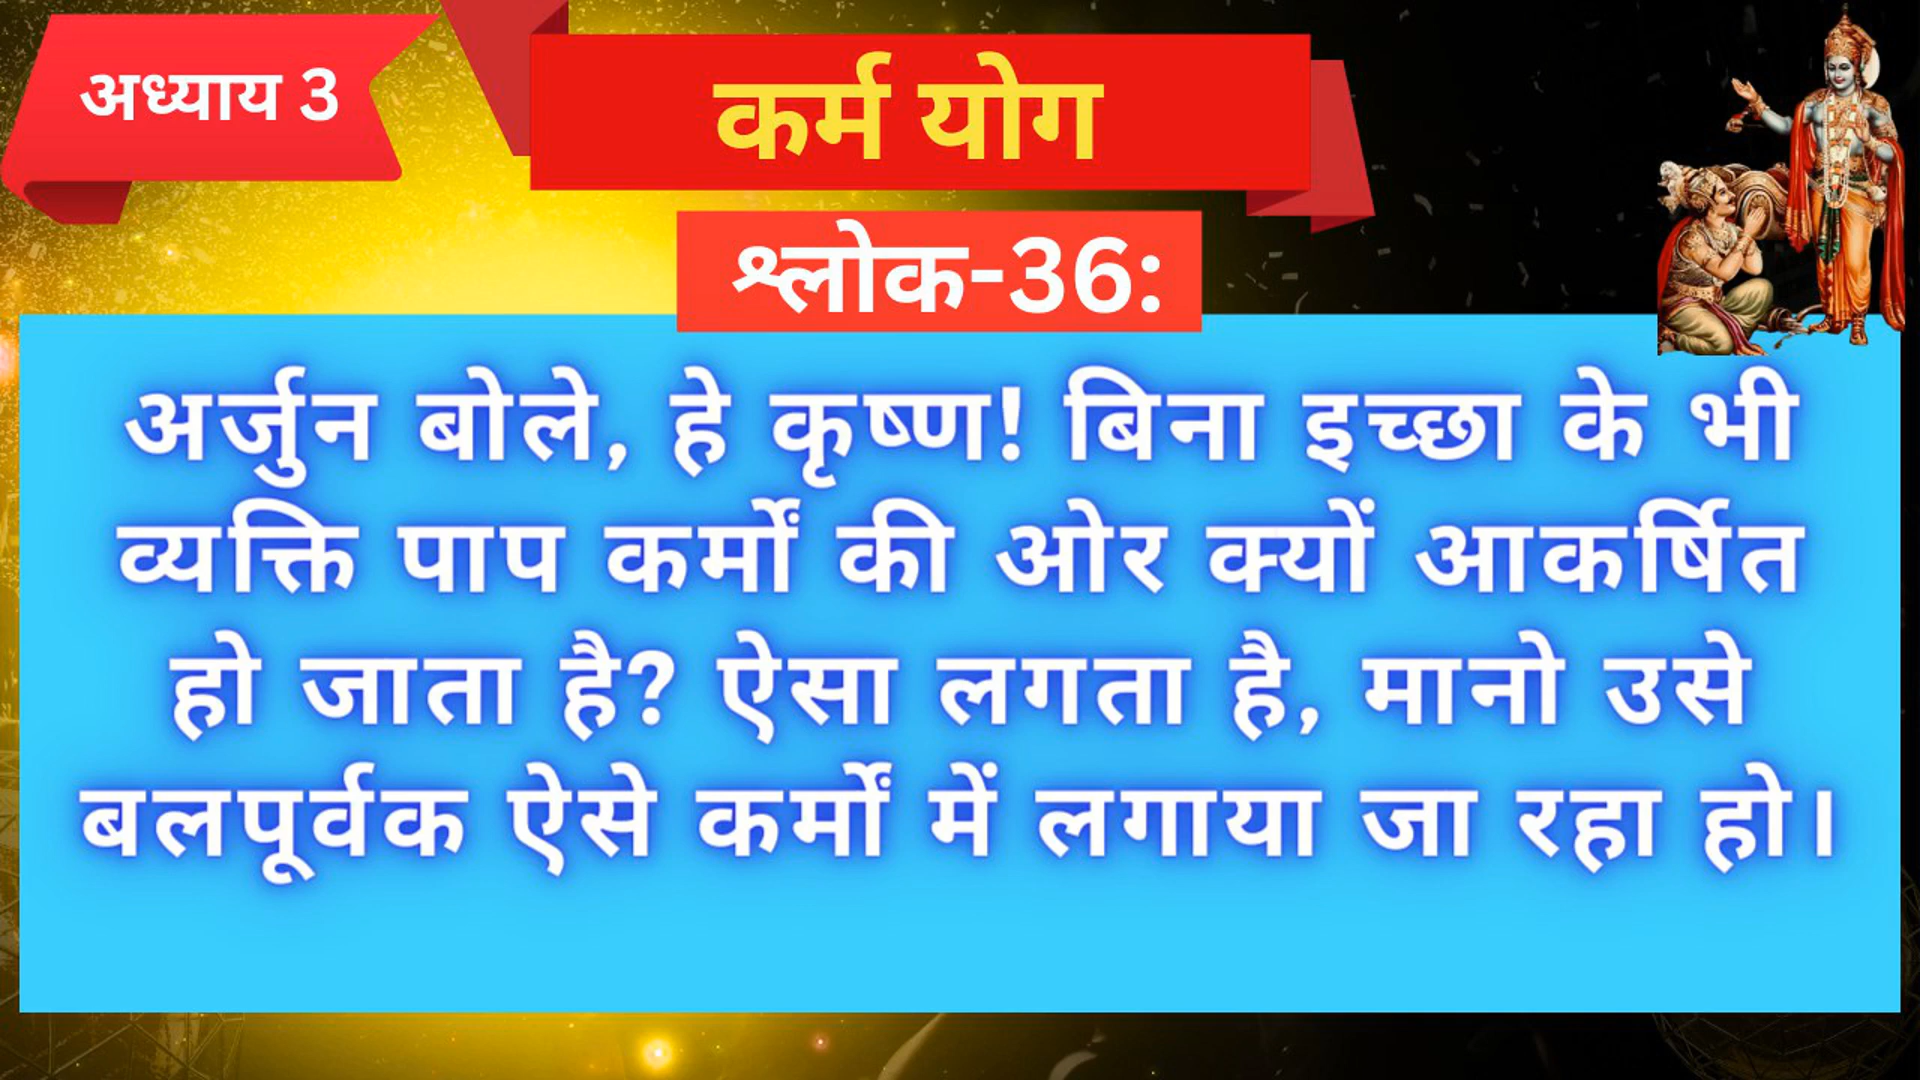 अध्याय 3
कर्म योग
श्लोक-36:
अर्जुन बोले, हे कृष्ण! बिना इच्छा के भी
व्यक्ति पाप कर्मों की ओर क्यों आकर्षित
हो जाता है? ऐसा लगता है, मानो उसे
बलपूर्वक ऐसे कर्मों में लगाया जा रहा हो।